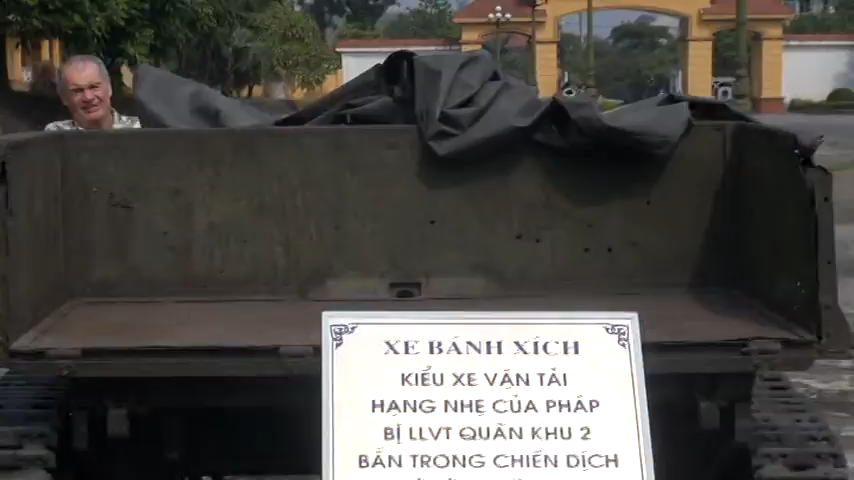 XE BÁNH XÍCH
KIỂU XE VẬN TẢI
HẠNG NHẸ CỦA PHÁP
BỊ LLVT QUÂN KHU 2
BẮN TRONG CHIẾN DỊCH